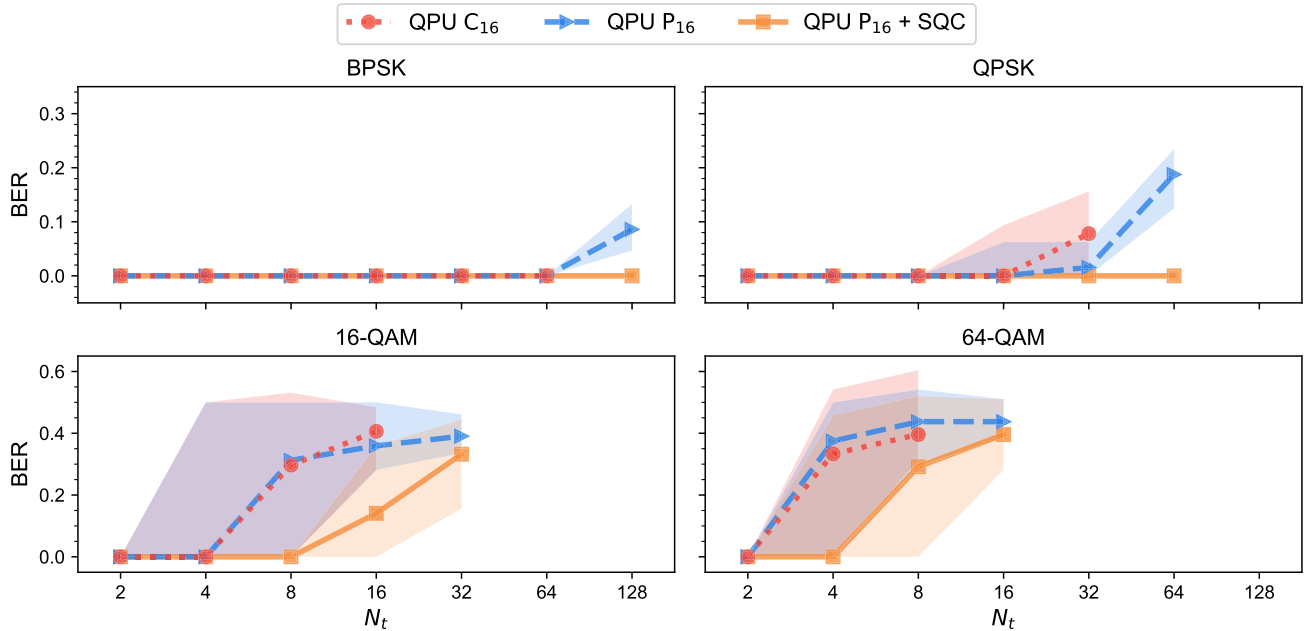 QPU C₁₆ QPU P₁₆ QPU P₁₆ + SQC
BPSK QPSK
BER
0.3
0.2
0.1
0.0
16-QAM 64-QAM
BER
0.6
0.4
0.2
0.0
2 4 8 16 32 64 128 2 4 8 16 32 64 128
Nₜ Nₜ